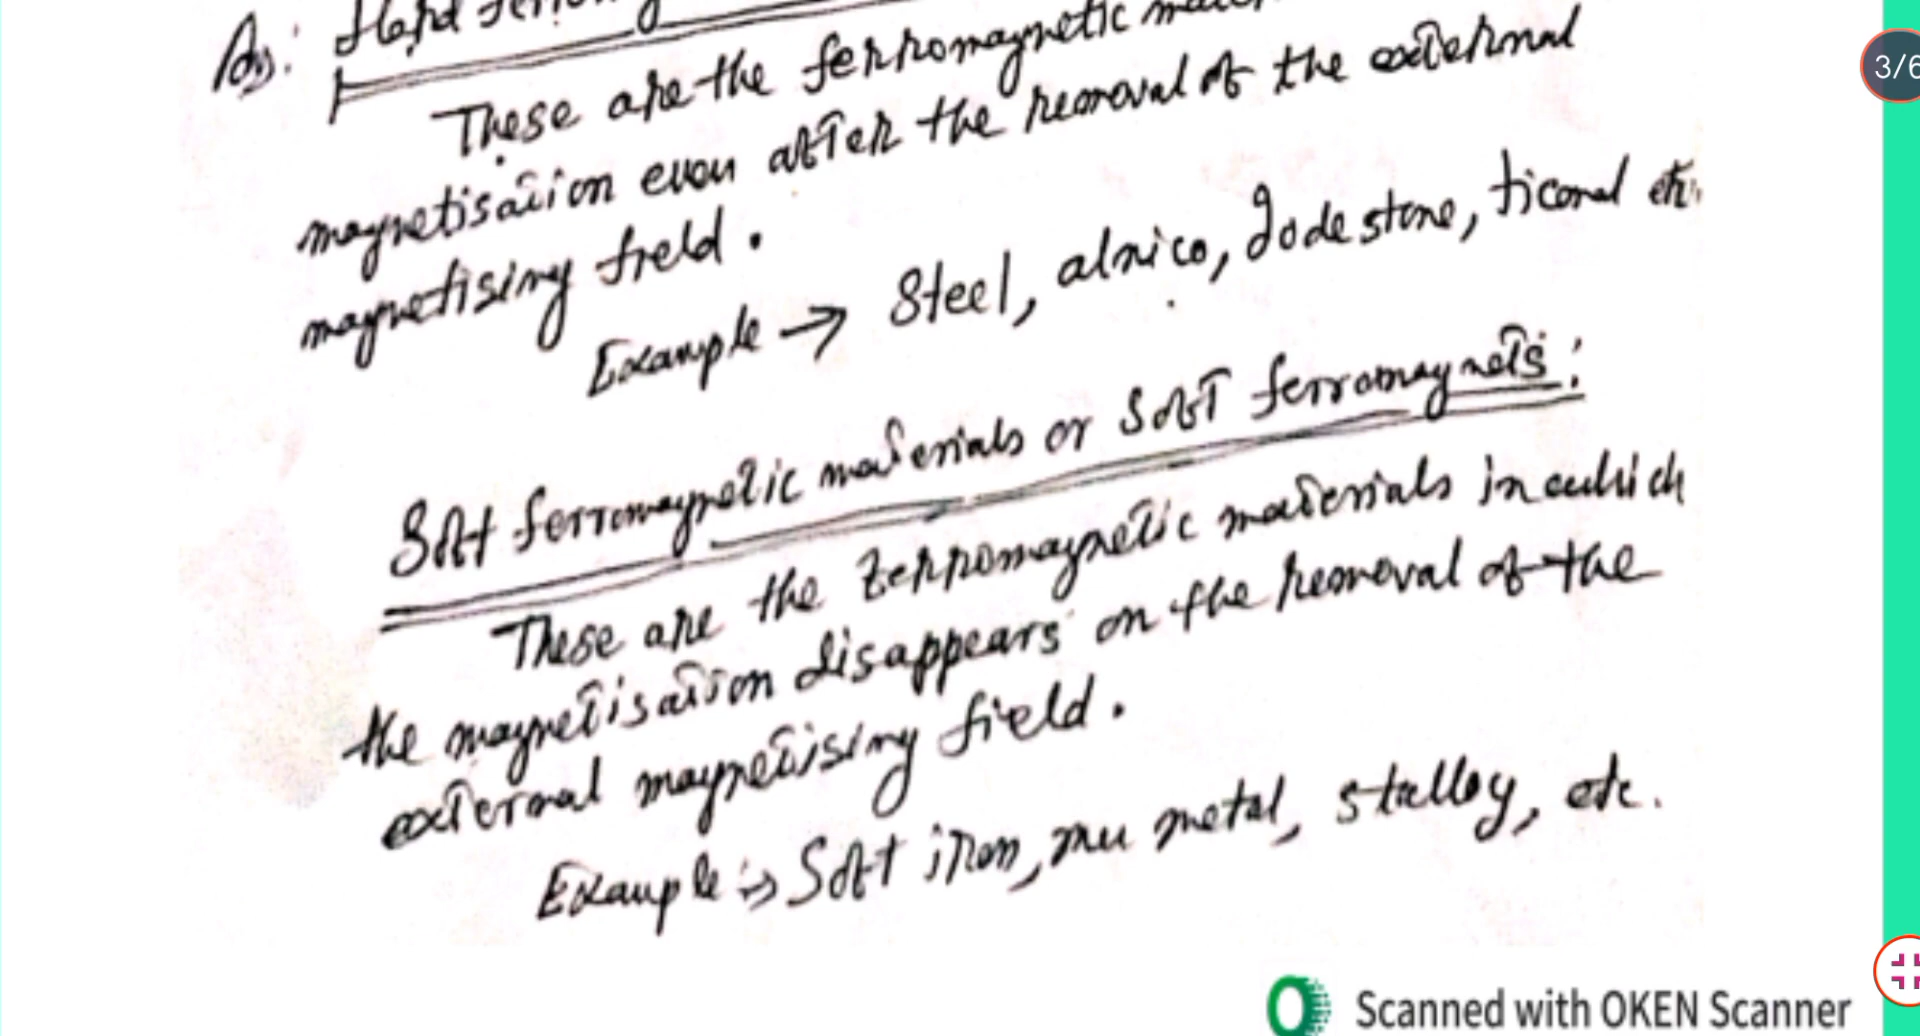 Ans: Hard
These are the ferromagnetic
magnetisation even after the removal of the external
magnetising field.
Example → Steel, alnico, lodestone, ticonal etc.
Soft ferromagnetic materials or Soft ferromagnets:
These are the ferromagnetic materials in which
the magnetisation disappears on the removal of the
external magnetising field.
Example → Soft iron, mu metal, stalloy, etc.
3/6
Scanned with OKEN Scanner